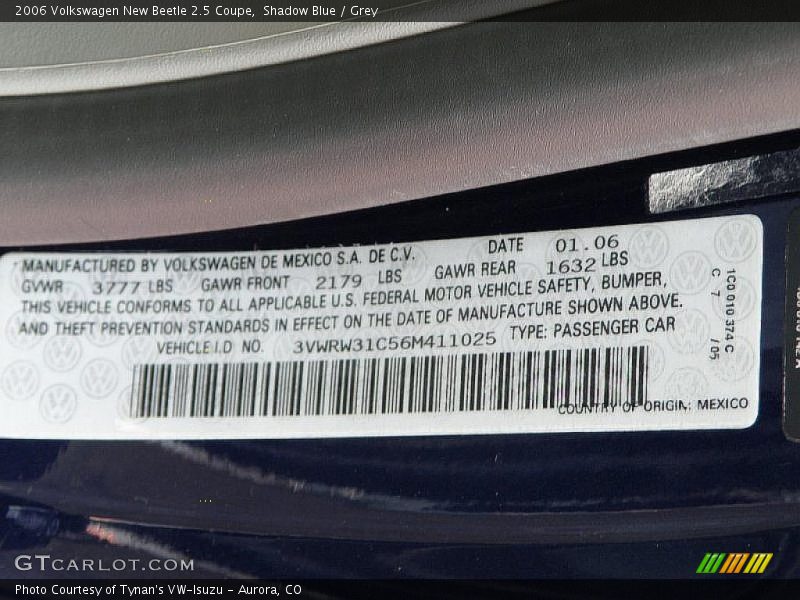 2006 Volkswagen New Beetle 2.5 Coupe,  Shadow Blue / Grey
MANUFACTURED BY VOLKSWAGEN DE MEXICO S.A. DE C.V. DATE 01.06
GVWR 3777 LBS GAWR FRONT 2179 LBS GAWR REAR 1632 LBS
THIS VEHICLE CONFORMS TO ALL APPLICABLE U.S. FEDERAL MOTOR VEHICLE SAFETY, BUMPER,
AND THEFT PREVENTION STANDARDS IN EFFECT ON THE DATE OF MANUFACTURE SHOWN ABOVE.
VEHICLE I.D NO. 3VWRW31C56M411025 TYPE: PASSENGER CAR
COUNTRY OF ORIGIN: MEXICO
1C0 010 374 C
C 7 /05
GTCARLOT.COM
Photo Courtesy of Tynan's VW-Isuzu - Aurora, CO